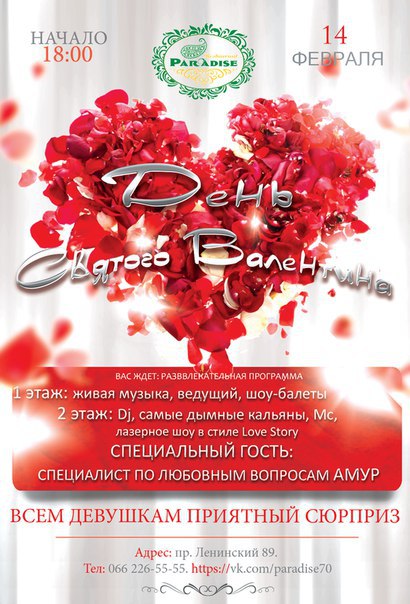 НАЧАЛО
18:00
PARADISE
14
ФЕВРАЛЯ
День
Святого Валентина
ВАС ЖДЕТ: РАЗВВЛЕКАТЕЛЬНАЯ ПРОГРАММА
1 этаж: живая музыка, ведущий, шоу-балеты
2 этаж: Dj, самые дымные кальяны, Мс,
лазерное шоу в стиле Love Story
СПЕЦИАЛЬНЫЙ ГОСТЬ:
СПЕЦИАЛИСТ ПО ЛЮБОВНЫМ ВОПРОСАМ АМУР
ВСЕМ ДЕВУШКАМ ПРИЯТНЫЙ СЮРПРИЗ
Адрес: пр. Ленинский 89.
Тел: 066 226-55-55. https://vk.com/paradise70